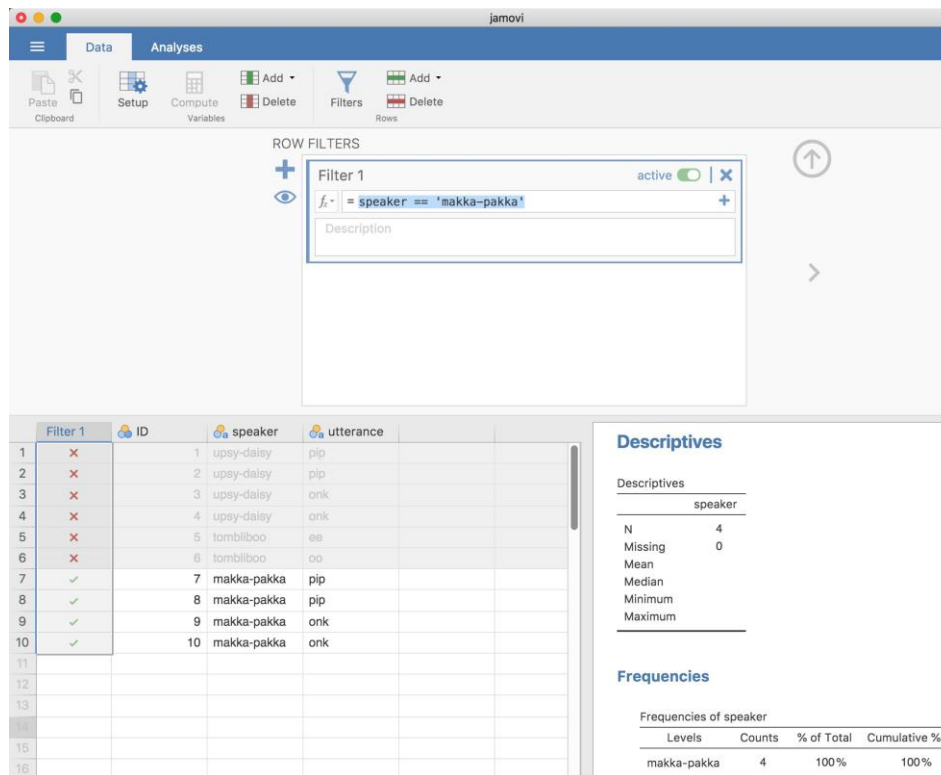 jamovi
Data Analyses
Paste Setup Compute Add Delete Filters Add Delete
Clipboard Variables Rows
ROW FILTERS
Filter 1 active
fx = speaker == 'makka-pakka'
Description
Filter 1 ID speaker utterance
1 1 upsy-daisy pip
2 2 upsy-daisy pip
3 3 upsy-daisy onk
4 4 upsy-daisy onk
5 5 tombliboo ee
6 6 tombliboo oo
7 7 makka-pakka pip
8 8 makka-pakka pip
9 9 makka-pakka onk
10 10 makka-pakka onk
11
12
13
14
15
16
Descriptives
Descriptives
speaker
N 4
Missing 0
Mean
Median
Minimum
Maximum
Frequencies
Frequencies of speaker
Levels Counts % of Total Cumulative %
makka-pakka 4 100% 100%